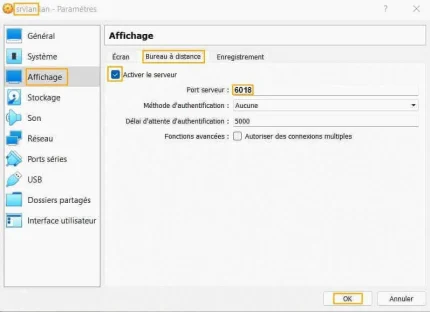 srvlan lan - Paramètres
?
Général
Système
Affichage
Stockage
Son
Réseau
Ports séries
USB
Dossiers partagés
Interface utilisateur
Affichage
Écran Bureau à distance Enregistrement
Activer le serveur
Port serveur : 6018
Méthode d'authentification : Aucune
Délai d'attente d'authentification : 5000
Fonctions avancées : Autoriser des connexions multiples
OK Annuler